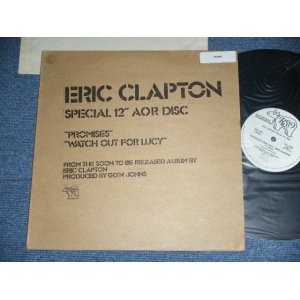 ERIC CLAPTON
SPECIAL 12" AOR DISC
"PROMISES"
"WATCH OUT FOR LUCY"
FROM THE SOON TO BE RELEASED ALBUM BY
ERIC CLAPTON
PRODUCED BY GLYN JOHNS